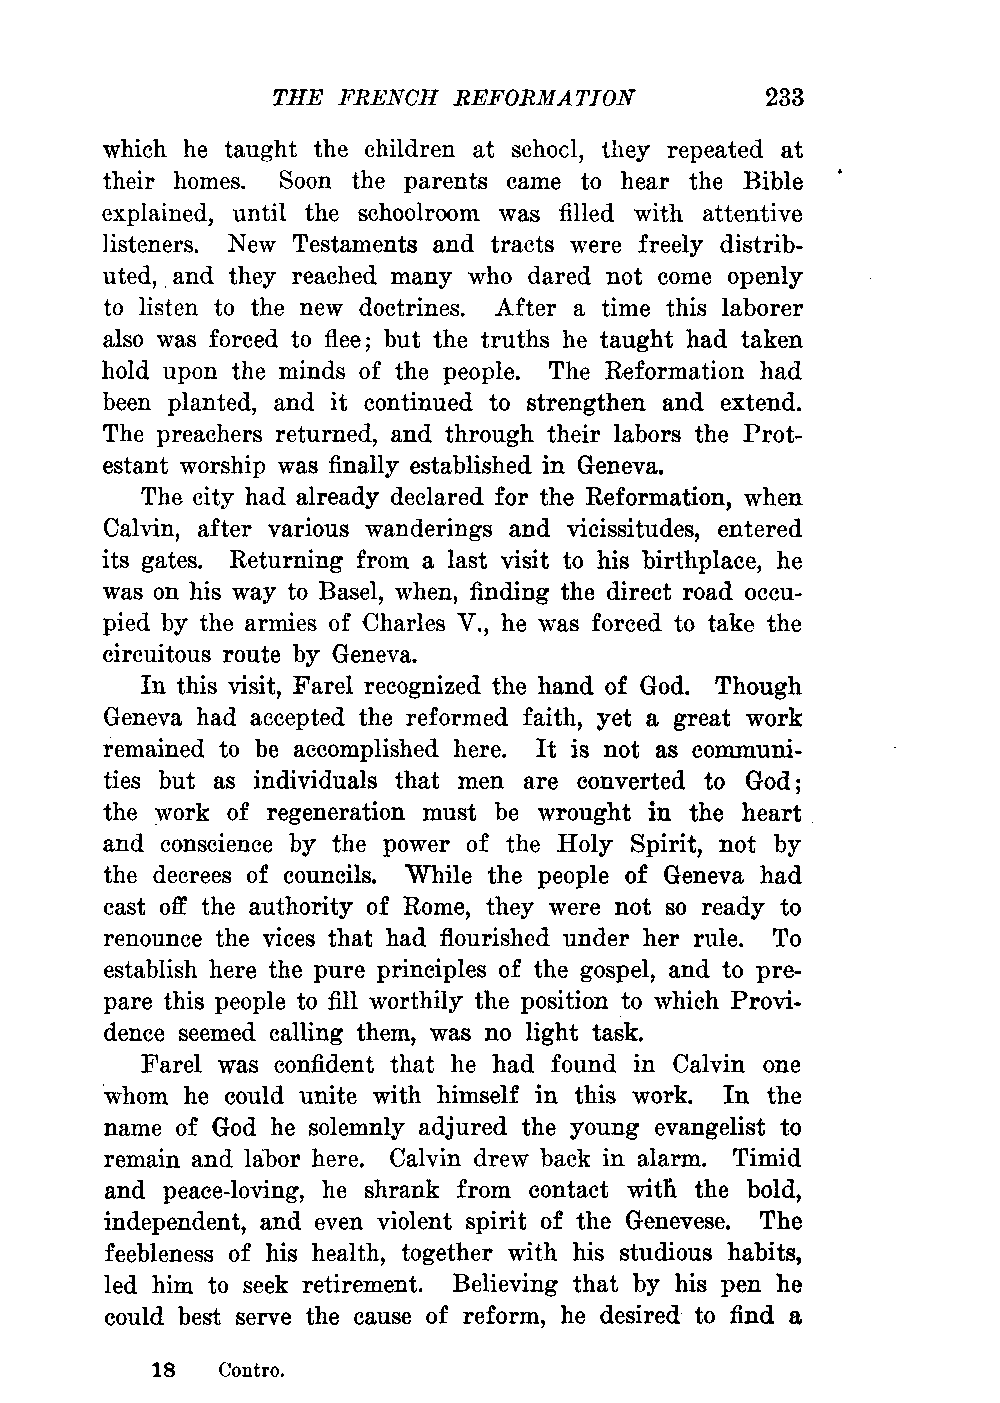 THE FRENCH REFORMATION 233
which he taught the children at school, they repeated at
their homes. Soon the parents came to hear the Bible
explained, until the schoolroom was filled with attentive
listeners. New Testaments and tracts were freely distrib-
uted, and they reached many who dared not come openly
to listen to the new doctrines. After a time this laborer
also was forced to flee; but the truths he taught had taken
hold upon the minds of the people. The Reformation had
been planted, and it continued to strengthen and extend.
The preachers returned, and through their labors the Prot-
estant worship was finally established in Geneva.
The city had already declared for the Reformation, when
Calvin, after various wanderings and vicissitudes, entered
its gates. Returning from a last visit to his birthplace, he
was on his way to Basel, when, finding the direct road occu-
pied by the armies of Charles V., he was forced to take the
circuitous route by Geneva.
In this visit, Farel recognized the hand of God. Though
Geneva had accepted the reformed faith, yet a great work
remained to be accomplished here. It is not as communi-
ties but as individuals that men are converted to God;
the work of regeneration must be wrought in the heart
and conscience by the power of the Holy Spirit, not by
the decrees of councils. While the people of Geneva had
cast off the authority of Rome, they were not so ready to
renounce the vices that had flourished under her rule. To
establish here the pure principles of the gospel, and to pre-
pare this people to fill worthily the position to which Provi-
dence seemed calling them, was no light task.
Farel was confident that he had found in Calvin one
whom he could unite with himself in this work. In the
name of God he solemnly adjured the young evangelist to
remain and labor here. Calvin drew back in alarm. Timid
and peace-loving, he shrank from contact with the bold,
independent, and even violent spirit of the Genevese. The
feebleness of his health, together with his studious habits,
led him to seek retirement. Believing that by his pen he
could best serve the cause of reform, he desired to find a
18 Contro.